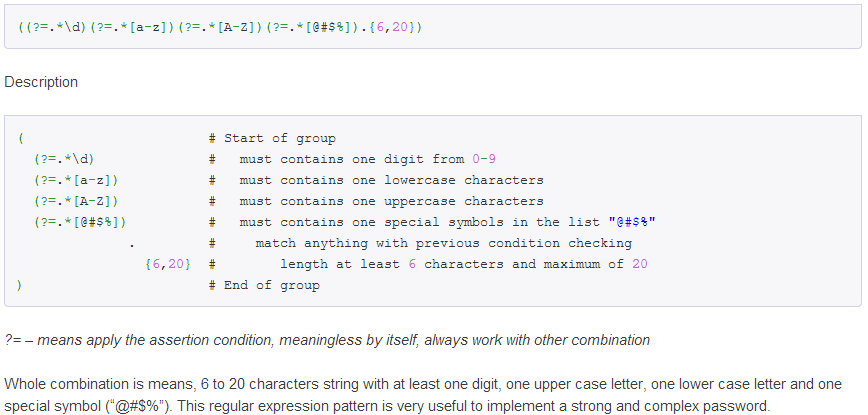 ((?=.*\d)(?=.*[a-z])(?=.*[A-Z])(?=.*[@#$%]).{6,20})
Description
( # Start of group
(?=.*\d) # must contains one digit from 0-9
(?=.*[a-z]) # must contains one lowercase characters
(?=.*[A-Z]) # must contains one uppercase characters
(?=.*[@#$%]) # must contains one special symbols in the list "@#$%"
. # match anything with previous condition checking
{6,20} # length at least 6 characters and maximum of 20
) # End of group
?= – means apply the assertion condition, meaningless by itself, always work with other combination
Whole combination is means, 6 to 20 characters string with at least one digit, one upper case letter, one lower case letter and one
special symbol (“@#$%”). This regular expression pattern is very useful to implement a strong and complex password.